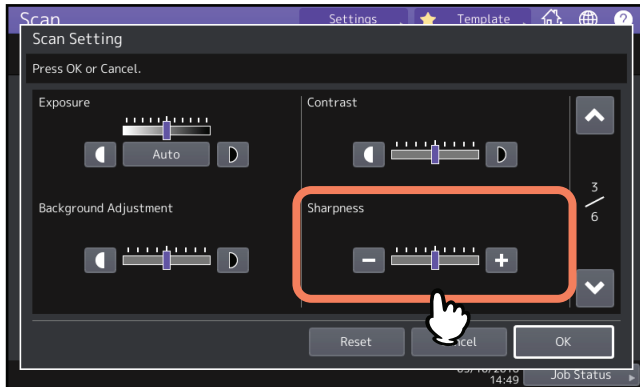 Scan
Settings
Template
?
Scan Setting
Press OK or Cancel.
Exposure
Contrast
Auto
3
6
Background Adjustment
Sharpness
Reset
OK
14:49
Job Status